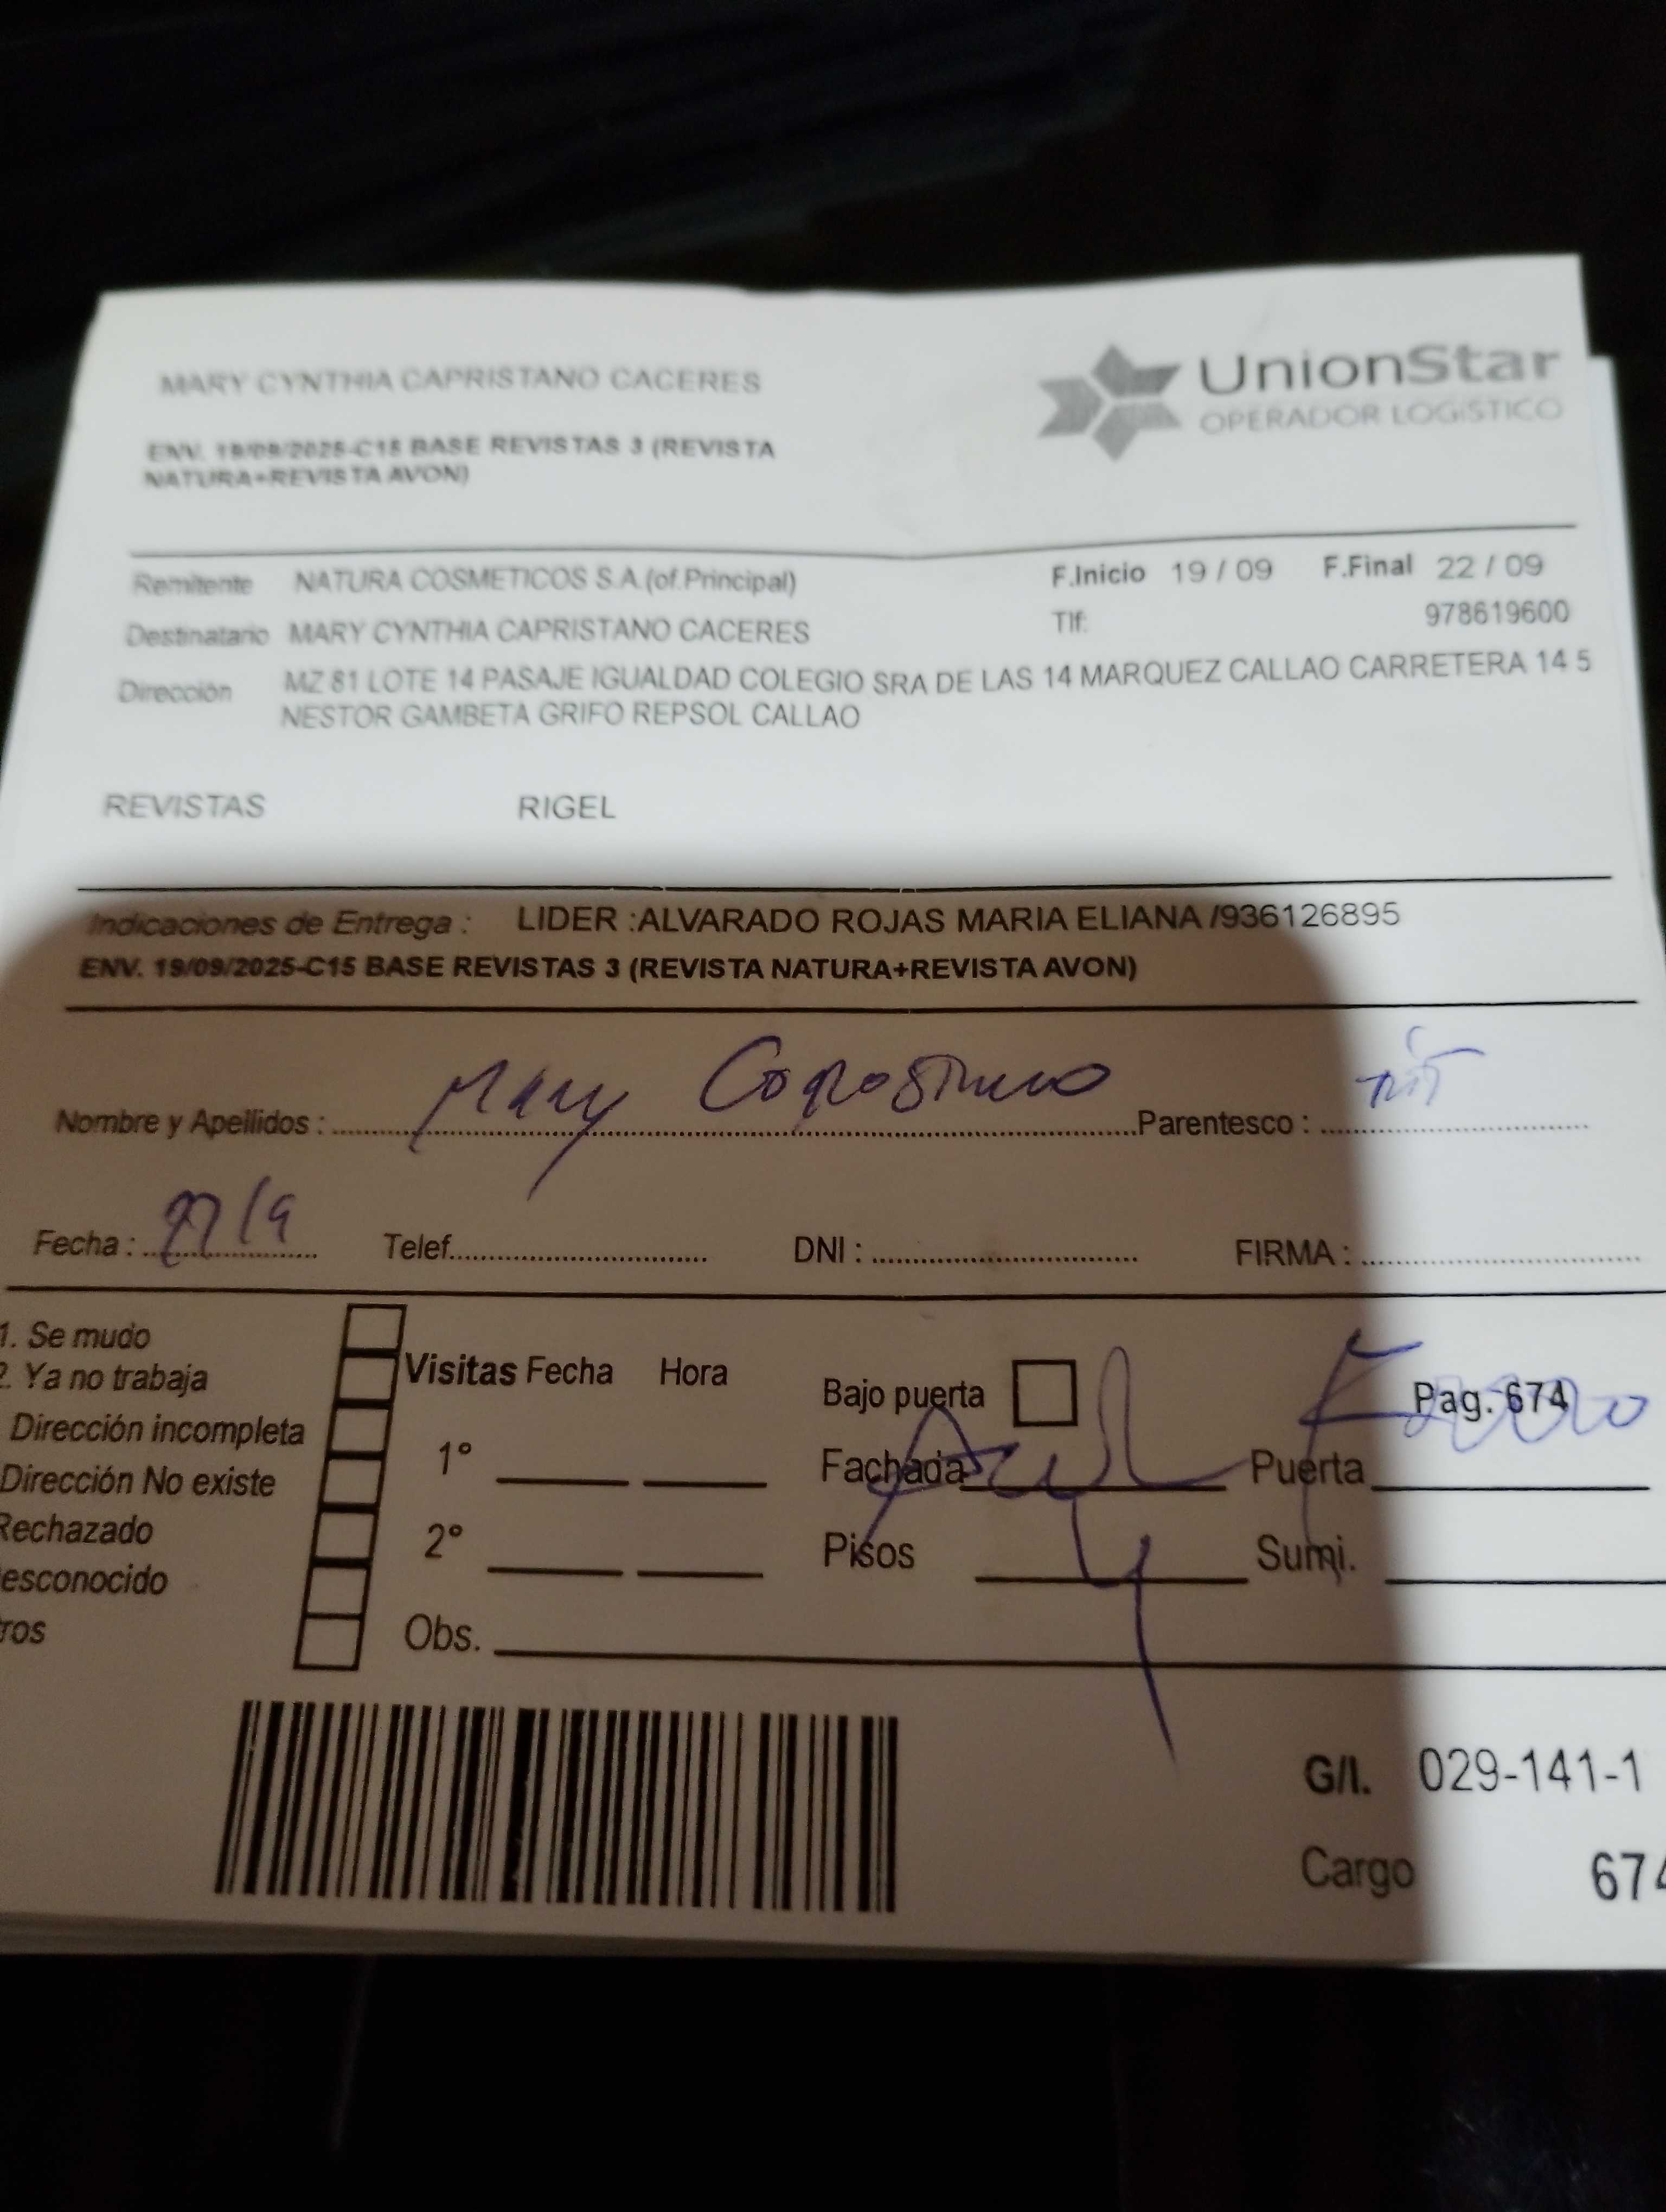 MARY CYNTHIA CAPRISTANO CACERES
UnionStar
OPERADOR LOGÍSTICO
ENV. 19/09/2025-C15 BASE REVISTAS 3 (REVISTA
NATURA+REVISTA AVON)
Remitente NATURA COSMETICOS S.A.(of.Principal) F.Inicio 19 / 09 F.Final 22 / 09
Destinatario MARY CYNTHIA CAPRISTANO CACERES Tlf: 978619600
Dirección MZ 81 LOTE 14 PASAJE IGUALDAD COLEGIO SRA DE LAS 14 MARQUEZ CALLAO CARRETERA 14 5
NESTOR GAMBETA GRIFO REPSOL CALLAO
REVISTAS RIGEL
Indicaciones de Entrega : LIDER :ALVARADO ROJAS MARIA ELIANA /936126895
ENV. 19/09/2025-C15 BASE REVISTAS 3 (REVISTA NATURA+REVISTA AVON)
Nombre y Apellidos : Mary Parentesco :
Fecha : Telef. DNI : FIRMA :
1. Se mudo
2. Ya no trabaja
Dirección incompleta
Dirección No existe
Rechazado
esconocido
ros
Visitas Fecha Hora
1°
2°
Obs.
Bajo puerta Pag. 674
Fachada Puerta
Pisos Sumi.
G/I. 029-141-1
Cargo 674